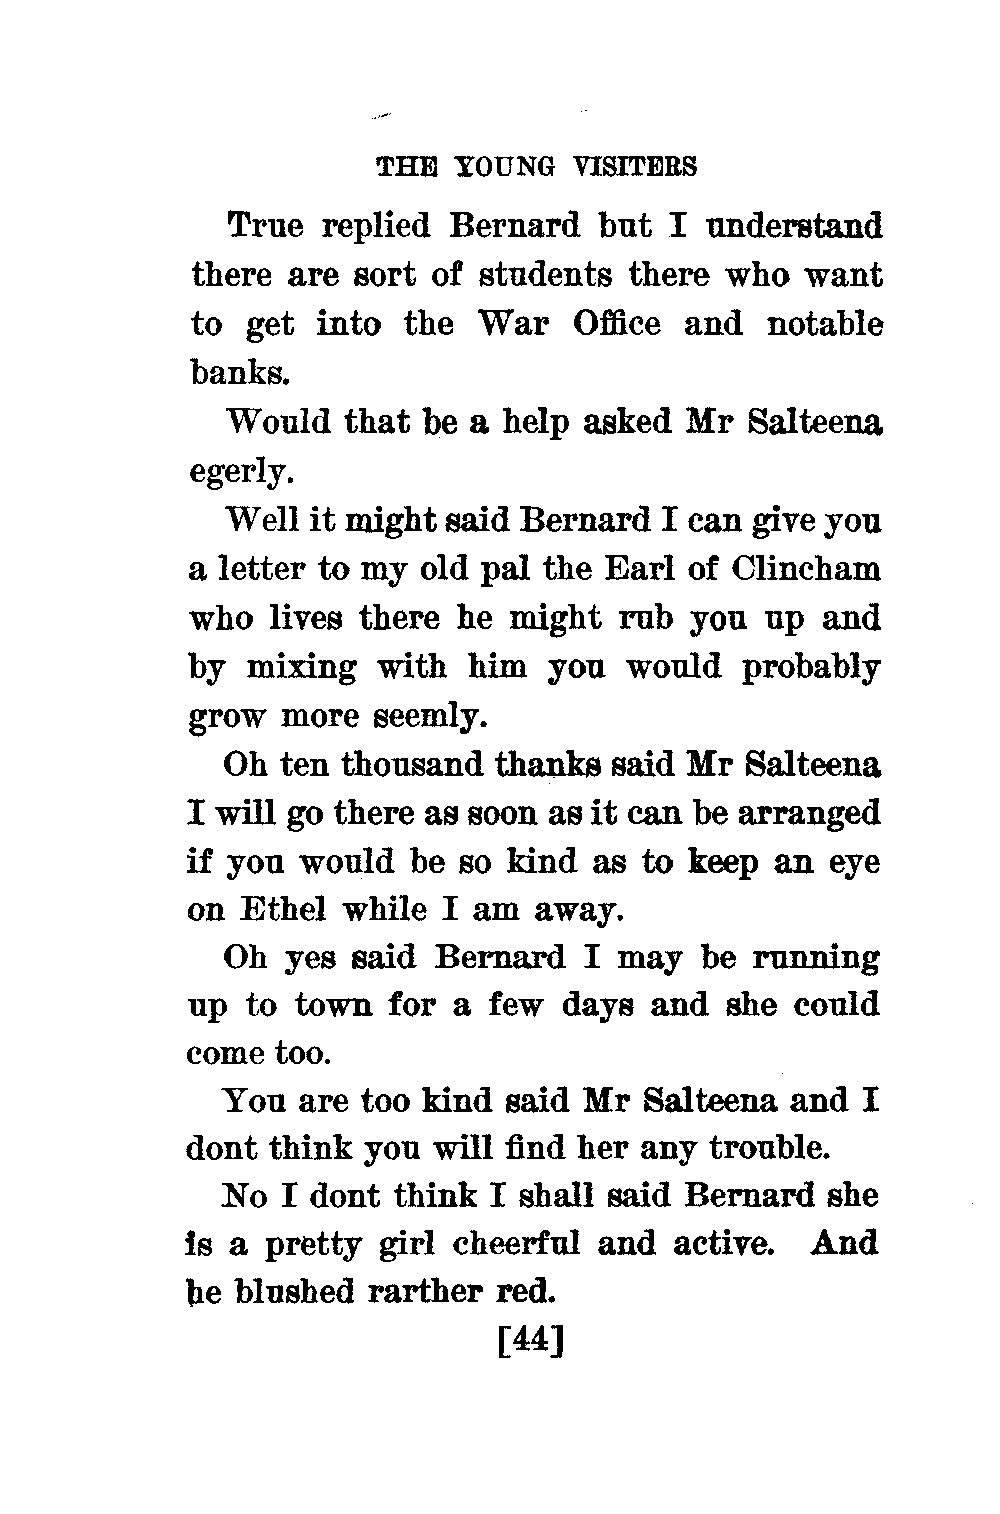 THE YOUNG VISITERS
True replied Bernard but I understand
there are sort of students there who want
to get into the War Office and notable
banks.
Would that be a help asked Mr Salteena
egerly.
Well it might said Bernard I can give you
a letter to my old pal the Earl of Clincham
who lives there he might rub you up and
by mixing with him you would probably
grow more seemly.
Oh ten thousand thanks said Mr Salteena
I will go there as soon as it can be arranged
if you would be so kind as to keep an eye
on Ethel while I am away.
Oh yes said Bernard I may be running
up to town for a few days and she could
come too.
You are too kind said Mr Salteena and I
dont think you will find her any trouble.
No I dont think I shall said Bernard she
is a pretty girl cheerful and active. And
he blushed rarther red.
[44]